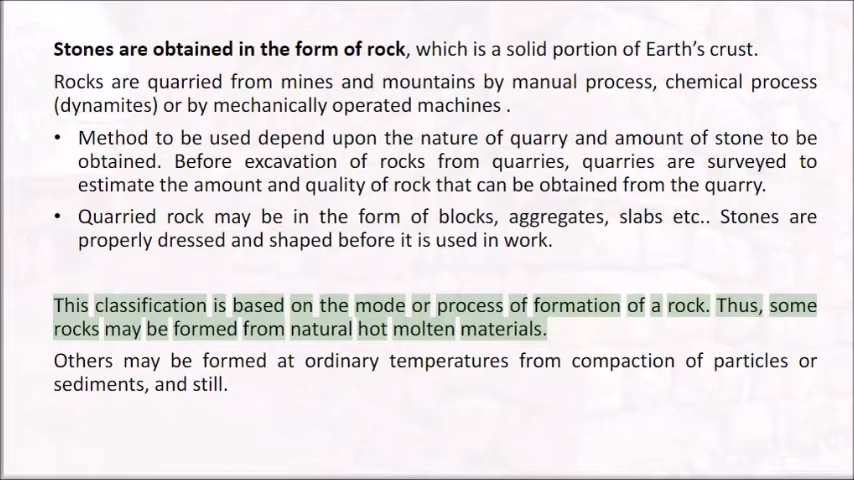 Stones are obtained in the form of rock, which is a solid portion of Earth's crust.
Rocks are quarried from mines and mountains by manual process, chemical process
(dynamites) or by mechanically operated machines .
• Method to be used depend upon the nature of quarry and amount of stone to be
obtained. Before excavation of rocks from quarries, quarries are surveyed to
estimate the amount and quality of rock that can be obtained from the quarry.
• Quarried rock may be in the form of blocks, aggregates, slabs etc.. Stones are
properly dressed and shaped before it is used in work.
This classification is based on the mode or process of formation of a rock. Thus, some
rocks may be formed from natural hot molten materials.
Others may be formed at ordinary temperatures from compaction of particles or
sediments, and still.